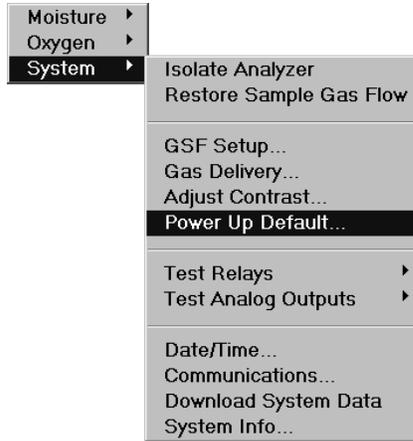 Moisture
Oxygen
System
Isolate Analyzer
Restore Sample Gas Flow
GSF Setup...
Gas Delivery...
Adjust Contrast...
Power Up Default...
Test Relays
Test Analog Outputs
Date/Time...
Communications...
Download System Data
System Info...